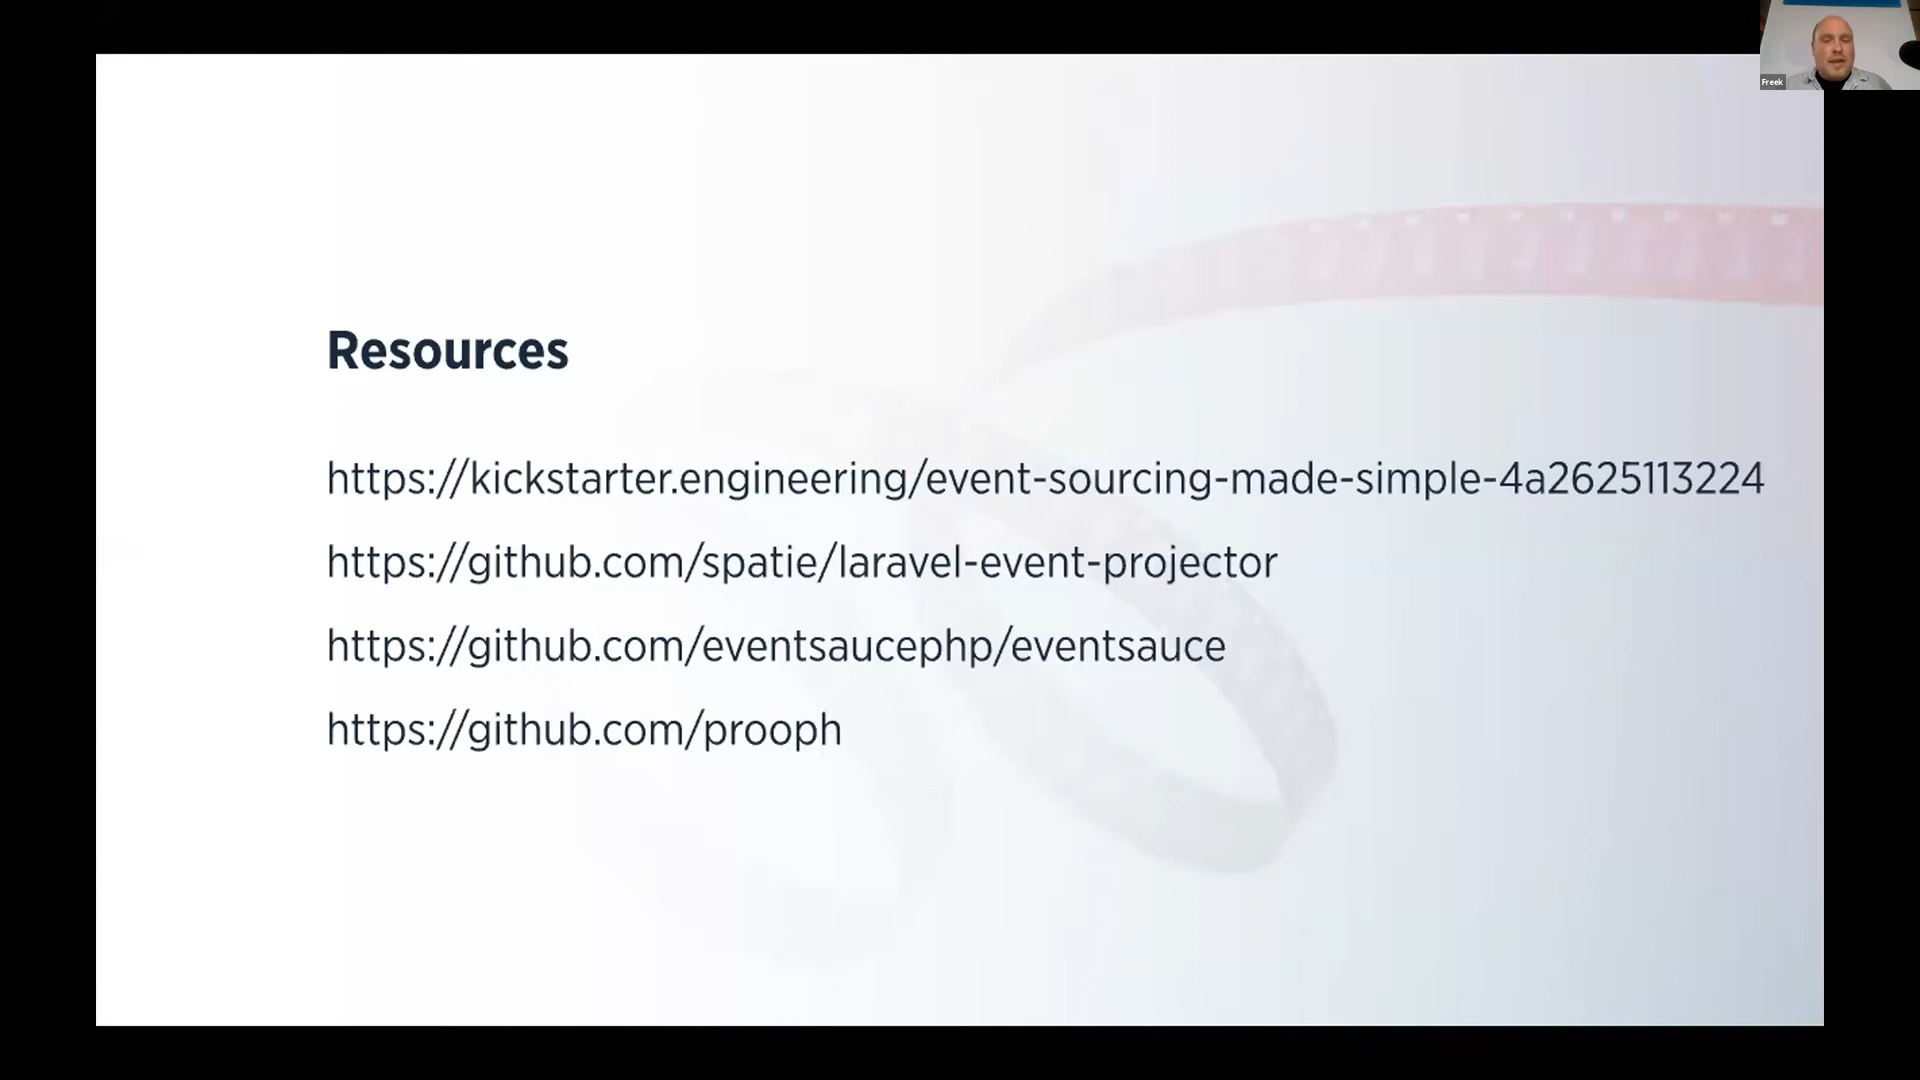 Freek
Resources
https://kickstarter.engineering/event-sourcing-made-simple-4a2625113224
https://github.com/spatie/laravel-event-projector
https://github.com/eventsaucephp/eventsauce
https://github.com/prooph